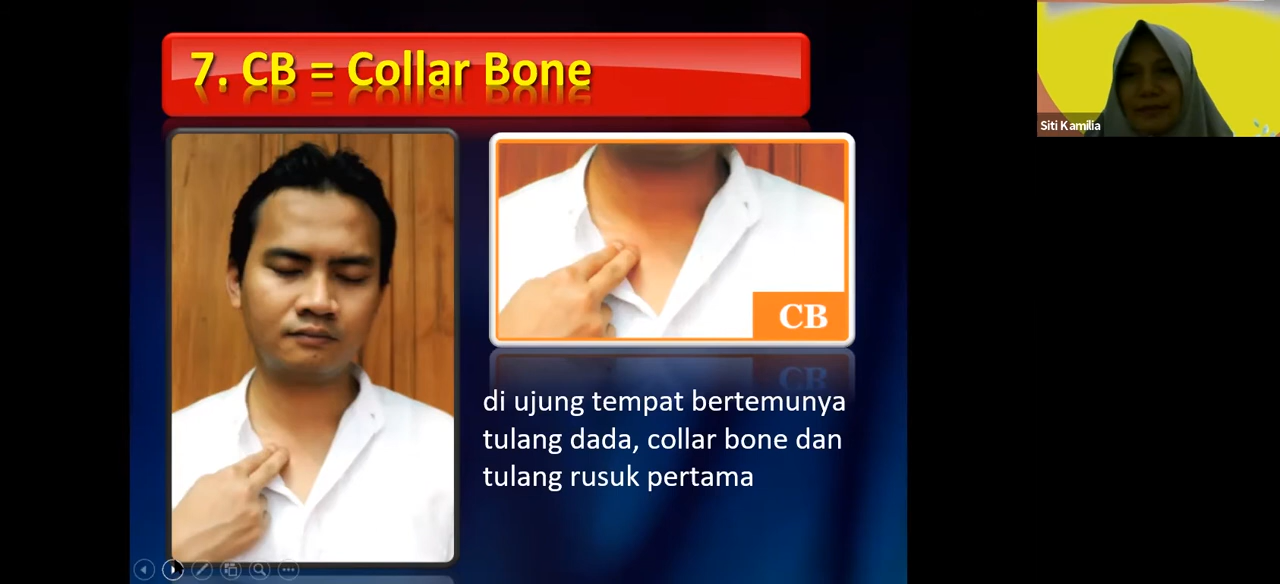 7. CB = Collar Bone
Siti Kamilia
CB
di ujung tempat bertemunya
tulang dada, collar bone dan
tulang rusuk pertama